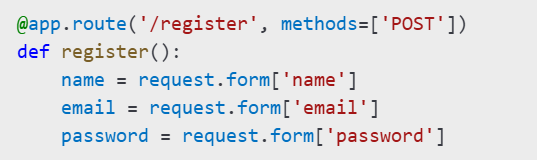 @app.route('/register', methods=['POST'])
def register():
    name = request.form['name']
    email = request.form['email']
    password = request.form['password']